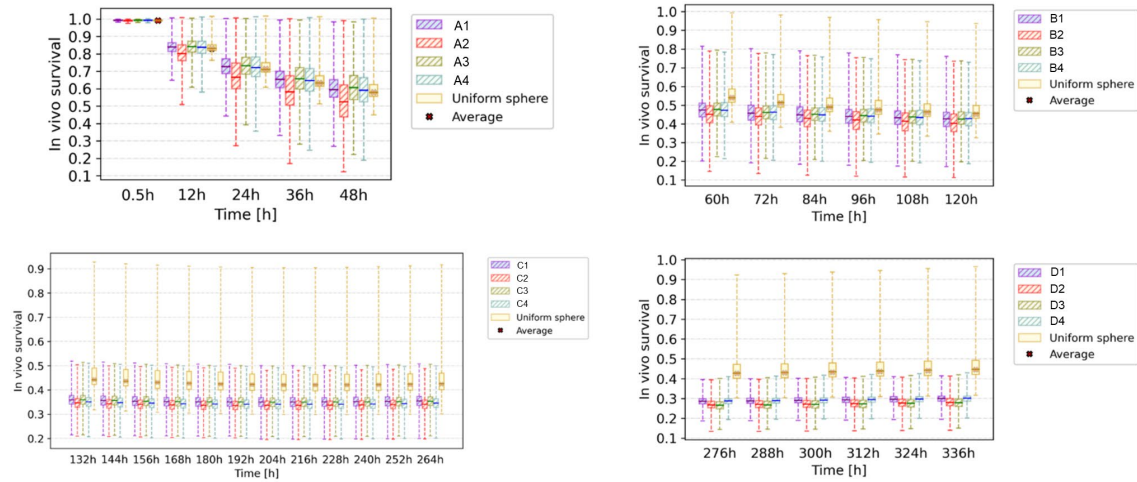 In vivo survival
1.0
0.9
0.8
0.7
0.6
0.5
0.4
0.3
0.2
0.1
0.5h 12h 24h 36h 48h
Time [h]
A1
A2
A3
A4
Uniform sphere
Average
In vivo survival
1.0
0.9
0.8
0.7
0.6
0.5
0.4
0.3
0.2
0.1
60h 72h 84h 96h 108h 120h
Time [h]
B1
B2
B3
B4
Uniform sphere
Average
In vivo survival
0.9
0.8
0.7
0.6
0.5
0.4
0.3
0.2
132h 144h 156h 168h 180h 192h 204h 216h 228h 240h 252h 264h
Time [h]
C1
C2
C3
C4
Uniform sphere
Average
In vivo survival
1.0
0.9
0.8
0.7
0.6
0.5
0.4
0.3
0.2
0.1
276h 288h 300h 312h 324h 336h
Time [h]
D1
D2
D3
D4
Uniform sphere
Average